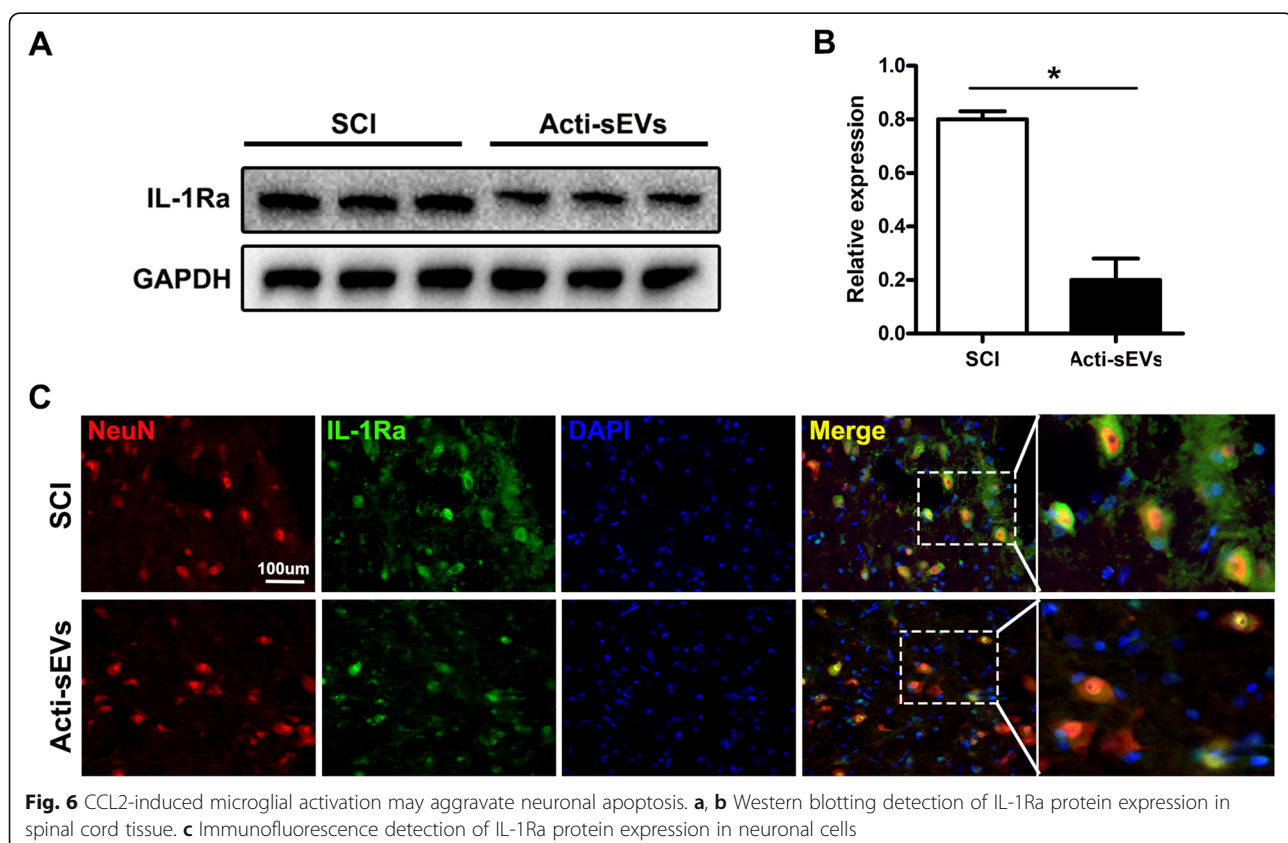 A
SCI Acti-sEVs
IL-1Ra
GAPDH
B
*
Relative expression
1.0
0.8
0.6
0.4
0.2
0.0
SCI Acti-sEVs
C
NeuN IL-1Ra DAPI Merge
SCI
100um
Acti-sEVs
Fig. 6 CCL2-induced microglial activation may aggravate neuronal apoptosis. a, b Western blotting detection of IL-1Ra protein expression in
spinal cord tissue. c Immunofluorescence detection of IL-1Ra protein expression in neuronal cells